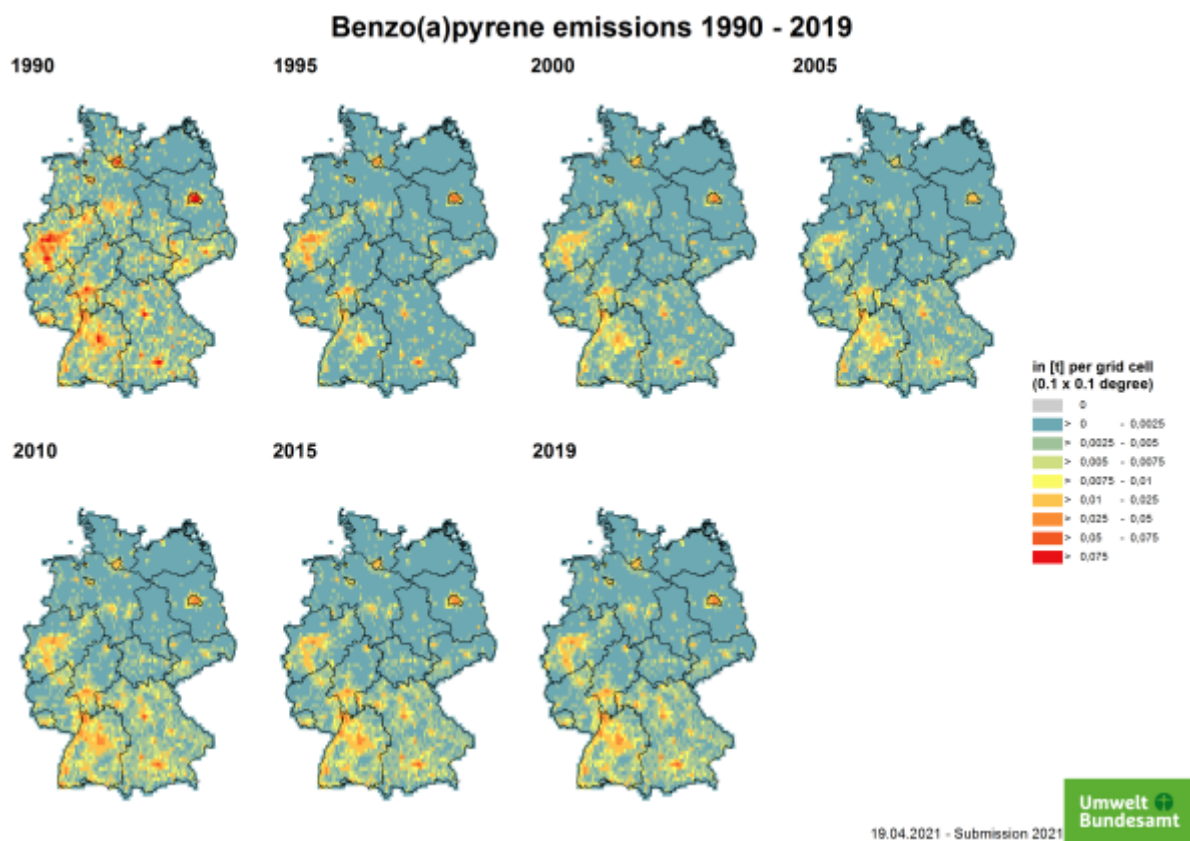 Benzo(a)pyrene emissions 1990 - 2019
1990
1995
2000
2005
in [t] per grid cell
(0.1 x 0.1 degree)
0
> 0 - 0,0025
> 0,0025 - 0,005
> 0,005 - 0,0075
> 0,0075 - 0,01
> 0,01 - 0,025
> 0,025 - 0,05
> 0,05 - 0,075
> 0,075
2010
2015
2019
19.04.2021 - Submission 2021
Umwelt
Bundesamt